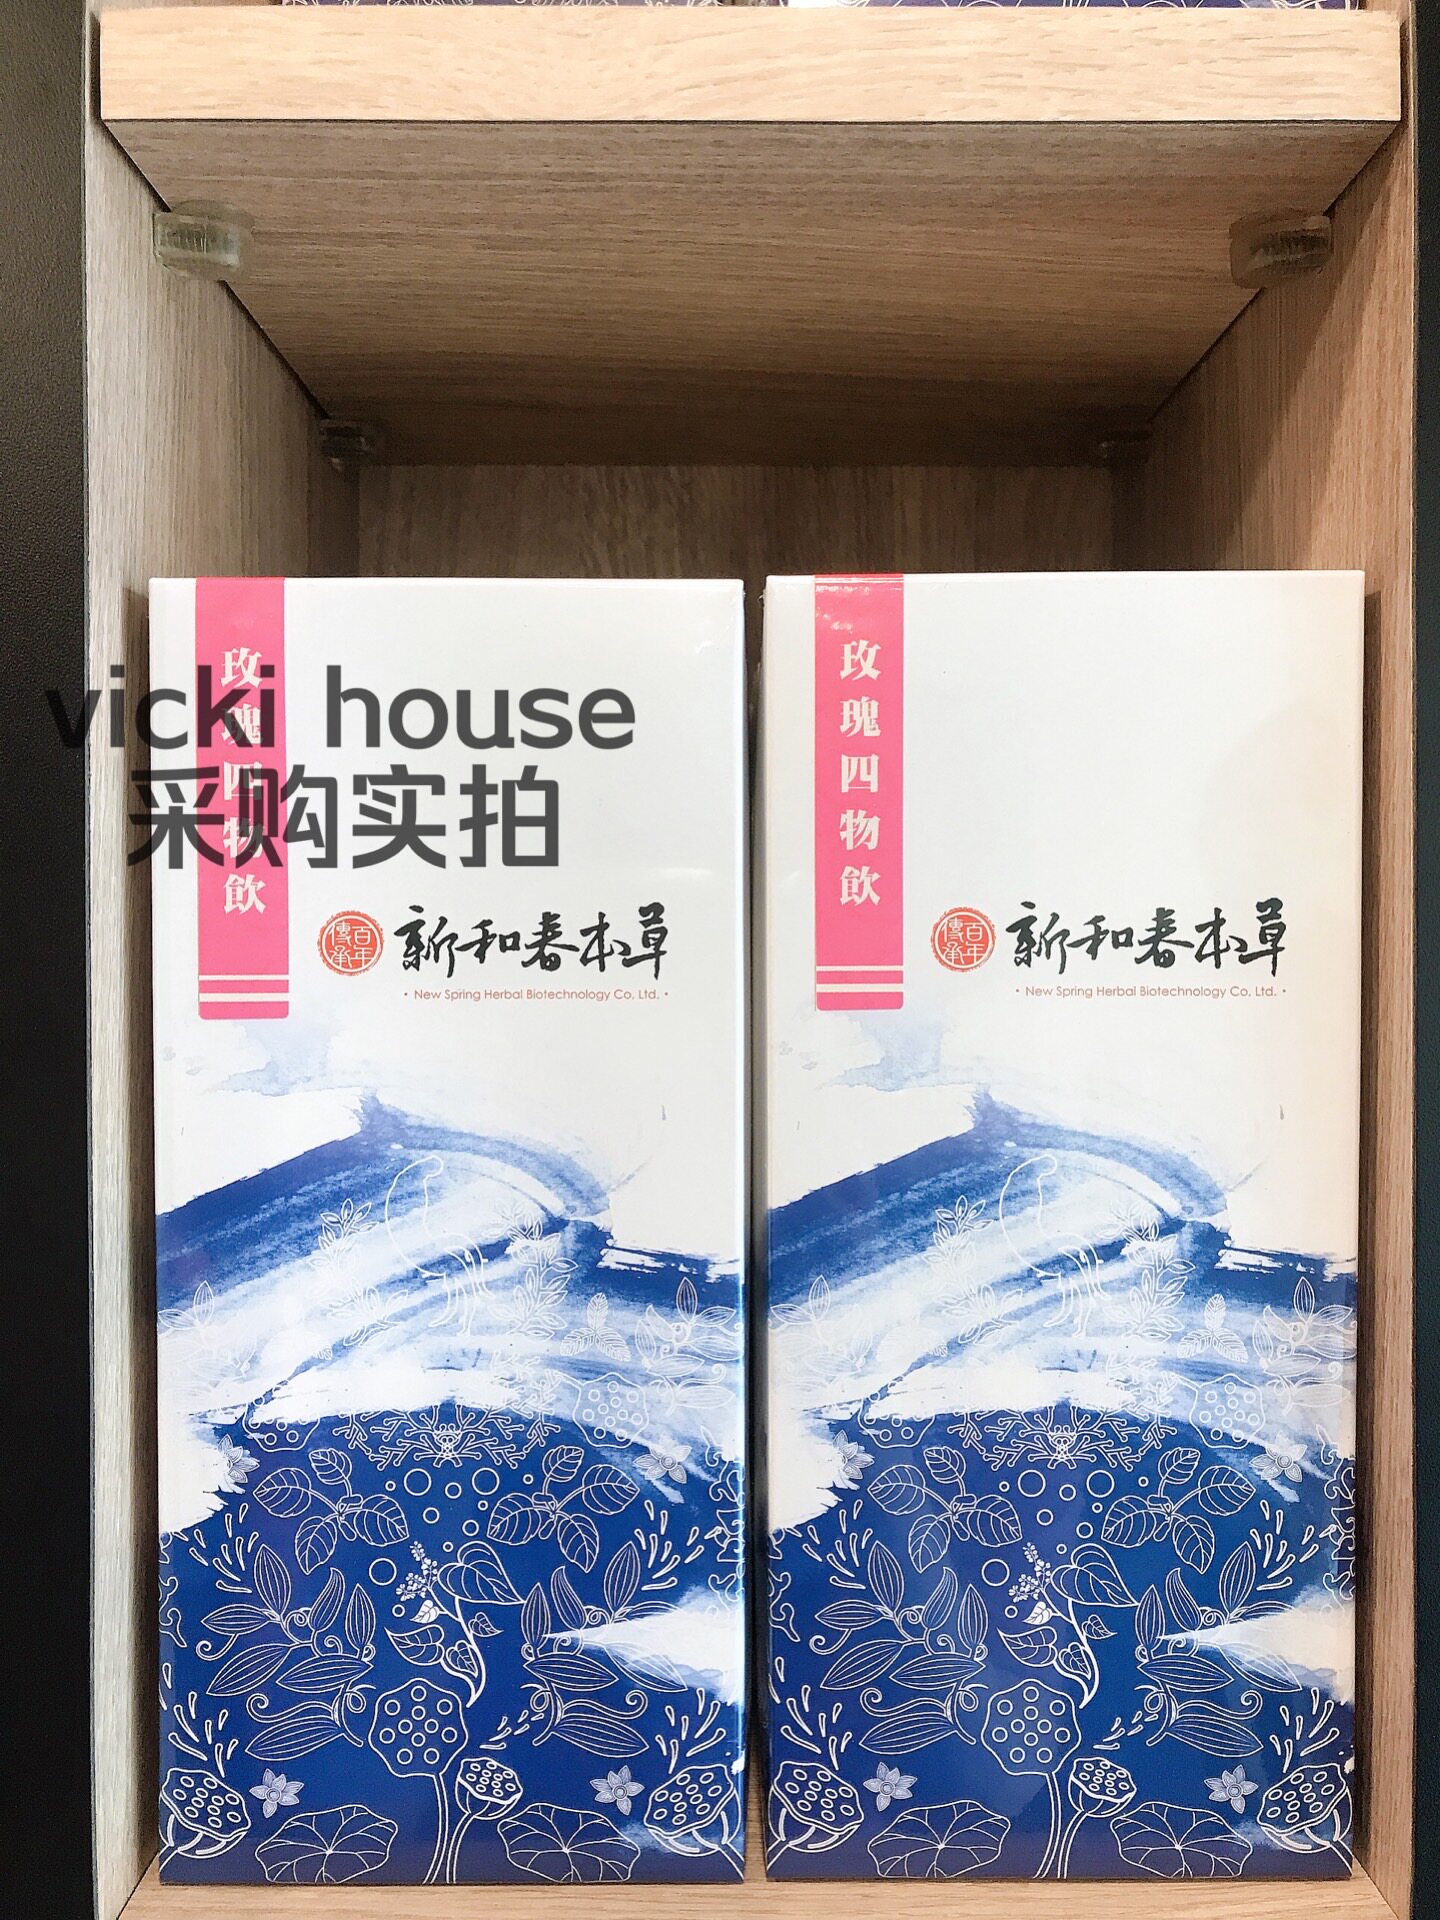 vicki house
采购实拍
玫瑰四物飲
百年傳承
新和春本草
• New Spring Herbal Biotechnology Co. Ltd. •
玫瑰四物飲
百年傳承
新和春本草
• New Spring Herbal Biotechnology Co. Ltd. •